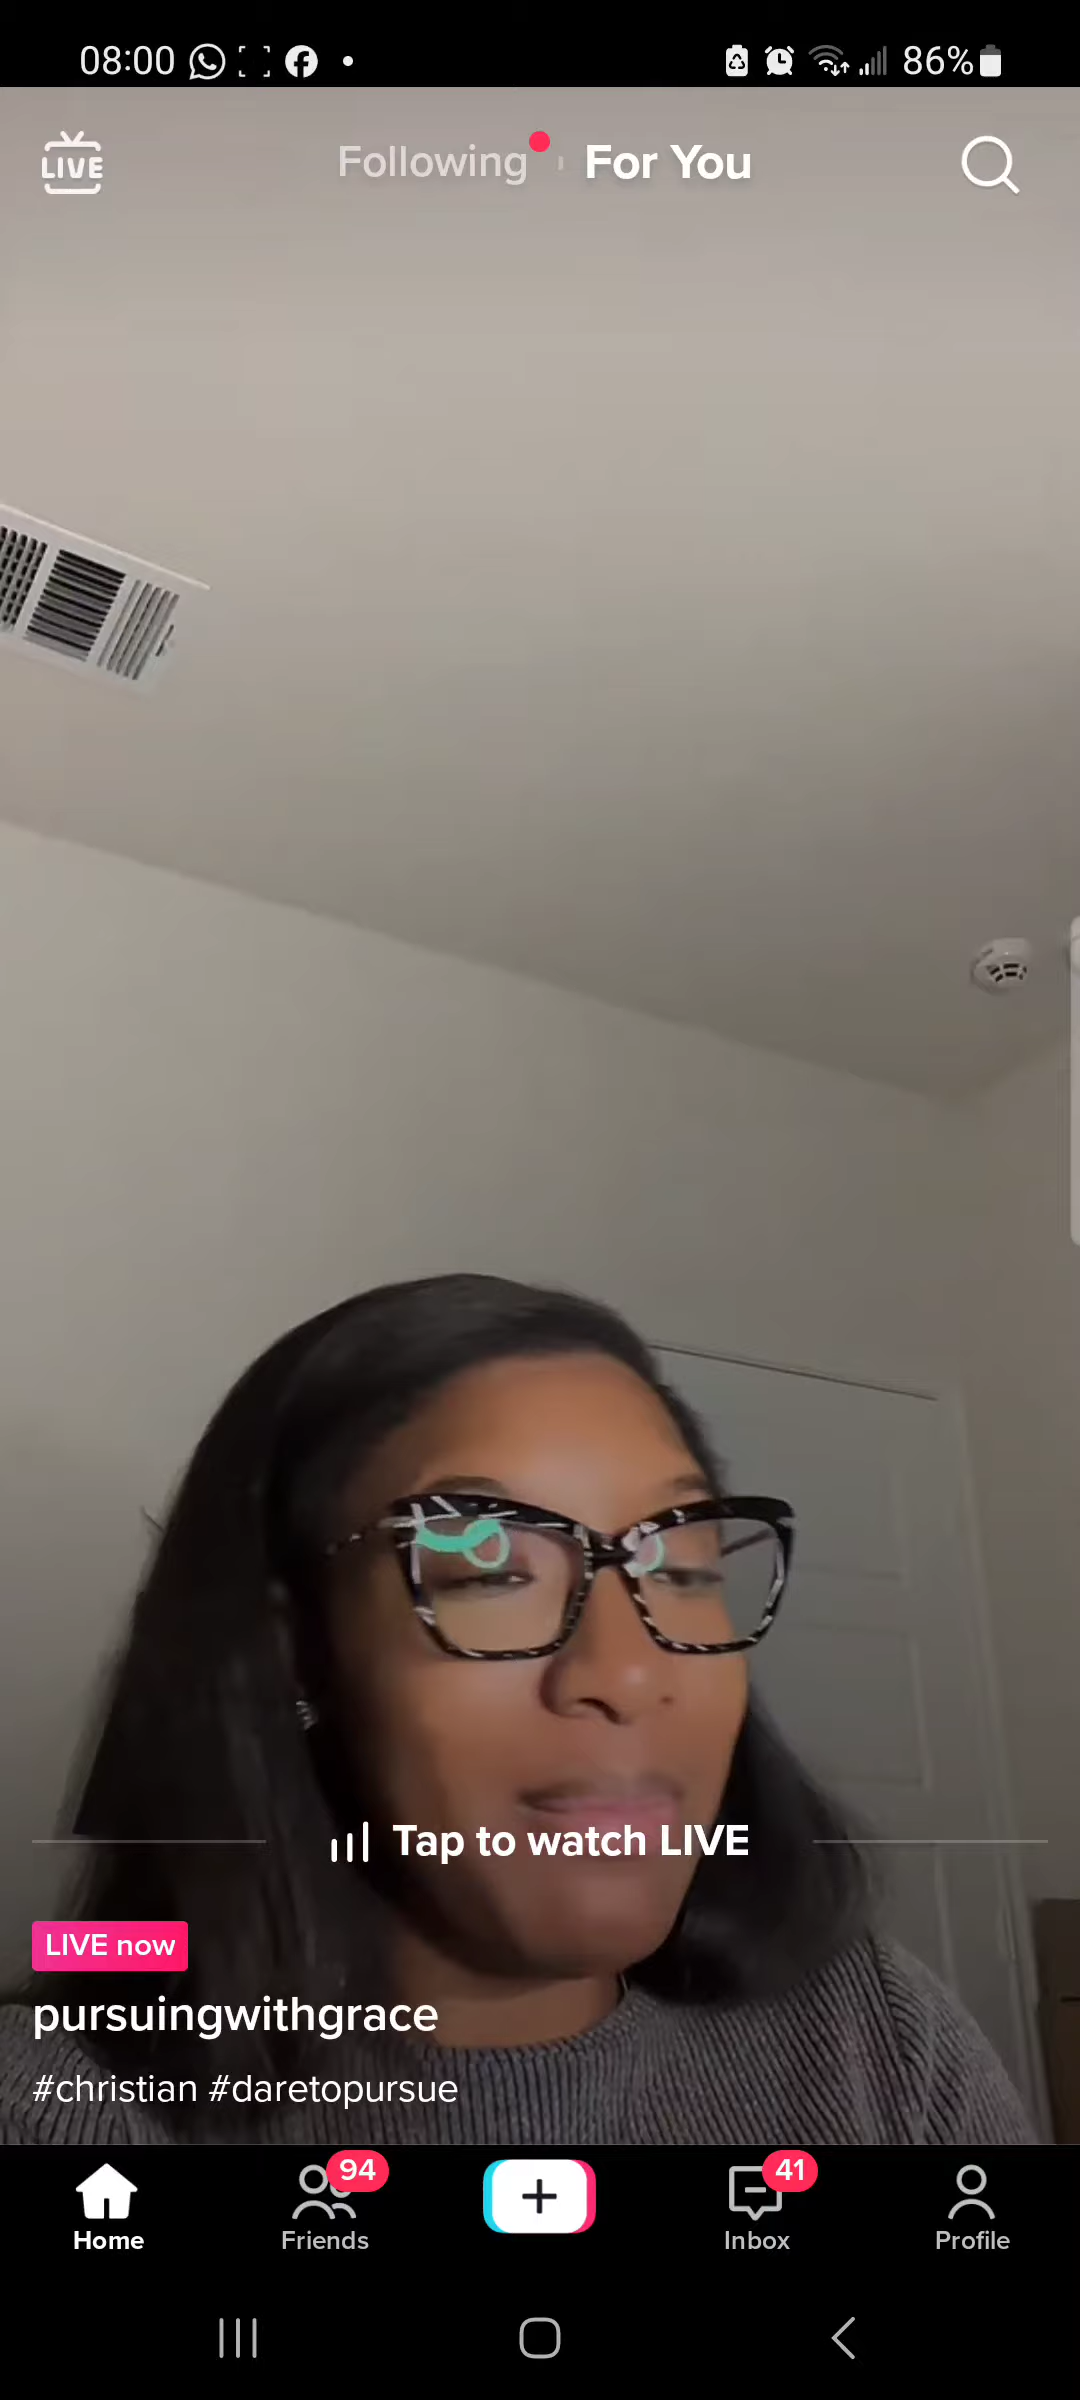 08:00 86%
LIVE Following For You
Tap to watch LIVE
LIVE now
pursuingwithgrace
#christian #daretopursue
94 41
Home Friends Inbox Profile